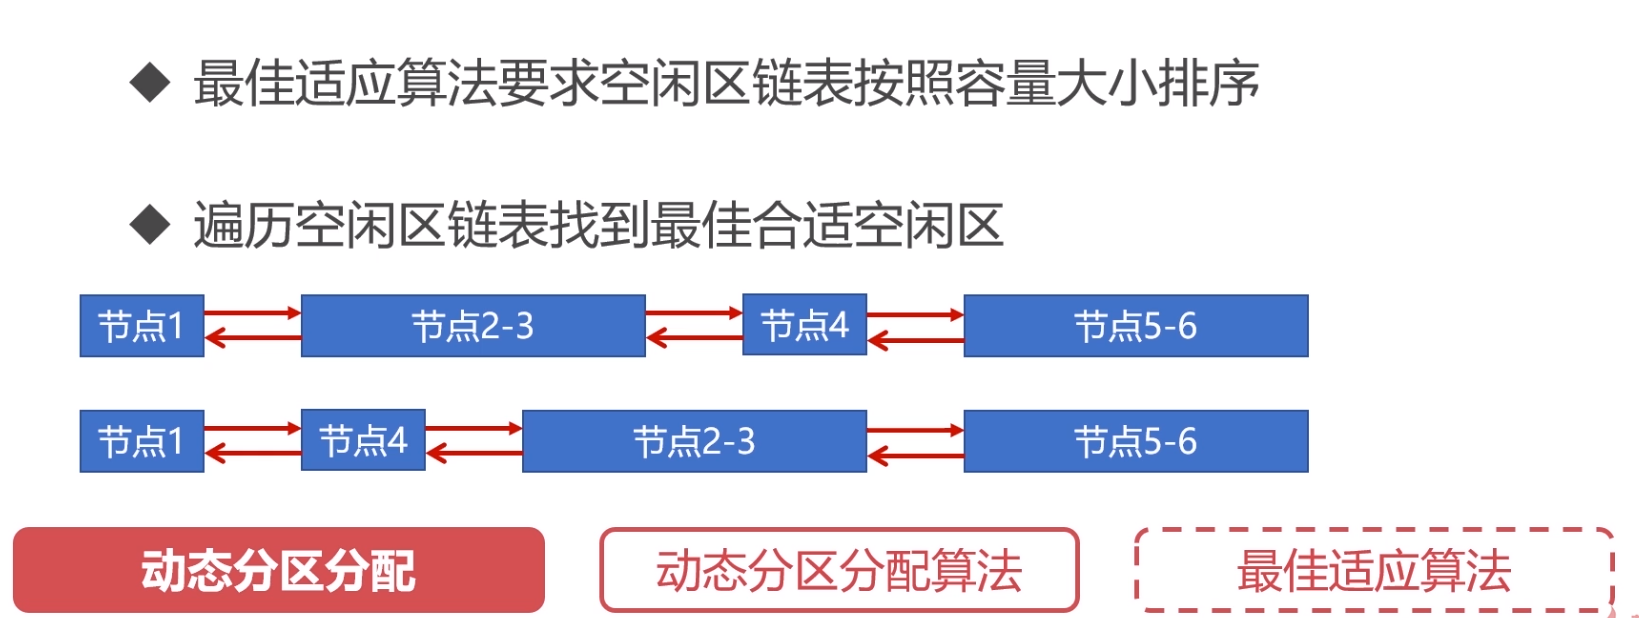 最佳适应算法要求空闲区链表按照容量大小排序
遍历空闲区链表找到最佳合适空闲区
节点1 节点2-3 节点4 节点5-6
节点1 节点4 节点2-3 节点5-6
动态分区分配 动态分区分配算法 最佳适应算法